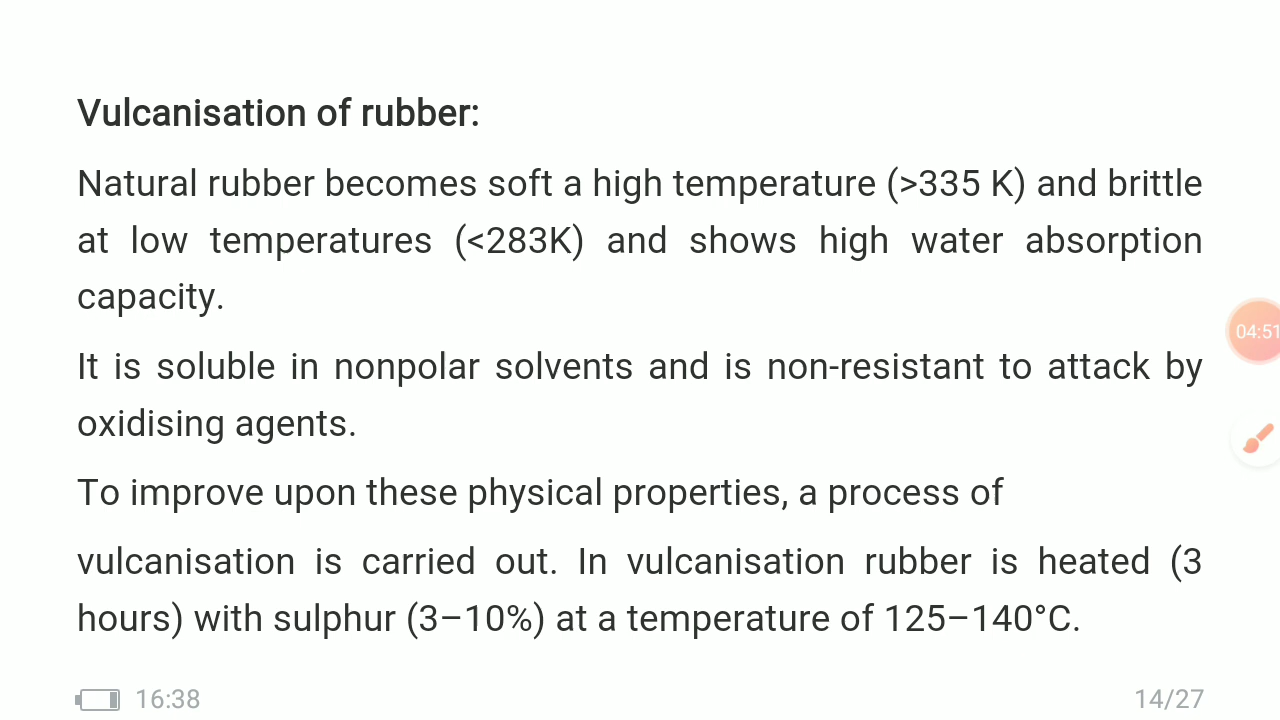 Vulcanisation of rubber:
Natural rubber becomes soft a high temperature (>335 K) and brittle
at low temperatures (<283K) and shows high water absorption
capacity.
It is soluble in nonpolar solvents and is non-resistant to attack by
oxidising agents.
To improve upon these physical properties, a process of
vulcanisation is carried out. In vulcanisation rubber is heated (3
hours) with sulphur (3–10%) at a temperature of 125–140°C.
04:51
16:38
14/27